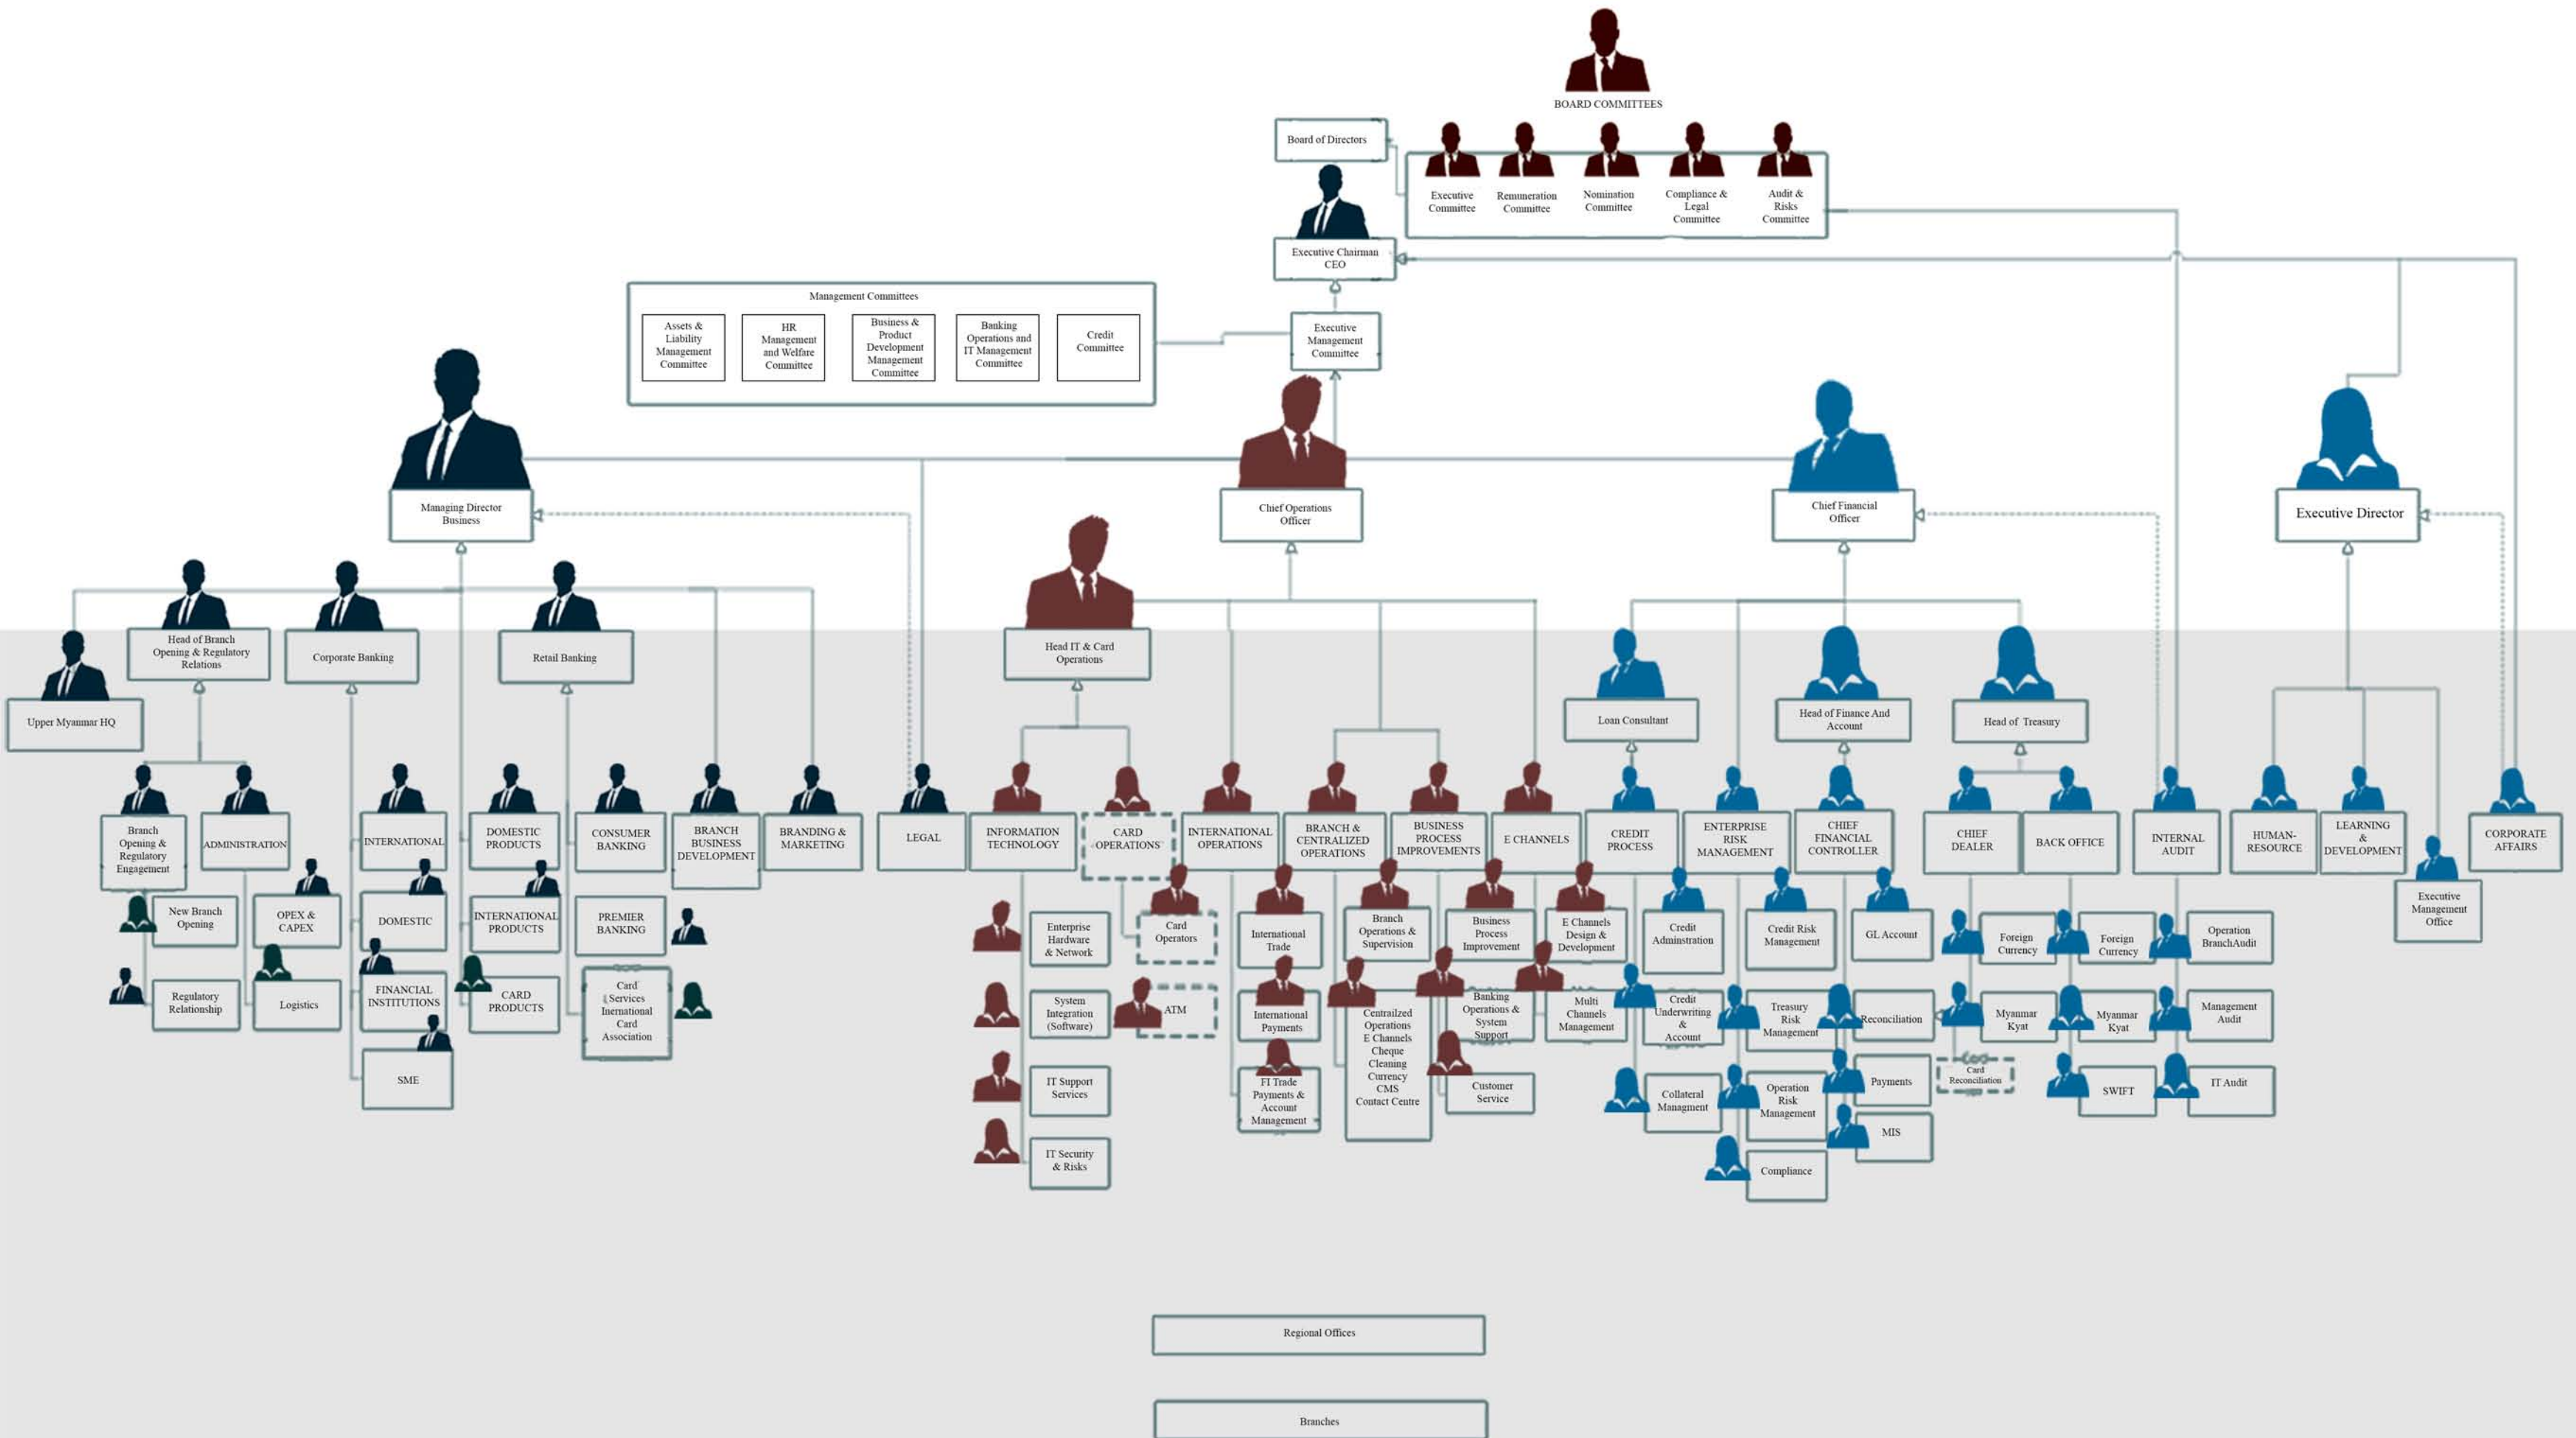 BOARD COMMITTEES
Board of Directors
Executive
Committee
Remuneration
Committee
Nomination
Committee
Compliance &
Legal
Committee
Audit &
Risks
Committee
Executive Chairman
CEO
Management Committees
Assets &
Liability
Management
Committee
HR
Management
and Welfare
Committee
Business &
Product
Development
Management
Committee
Banking
Operations and
IT Management
Committee
Credit
Committee
Executive
Management
Committee
Managing Director
Business
Chief Operations
Officer
Chief Financial
Officer
Executive Director
Upper Myanmar HQ
Head of Branch
Opening & Regulatory
Relations
Corporate Banking
Retail Banking
Head IT & Card
Operations
Loan Consultant
Head of Finance And
Account
Head of Treasury
Branch
Opening &
Regulatory
Engagement
ADMINISTRATION
INTERNATIONAL
DOMESTIC
PRODUCTS
CONSUMER
BANKING
BRANCH
BUSINESS
DEVELOPMENT
BRANDING &
MARKETING
LEGAL
INFORMATION
TECHNOLOGY
CARD
OPERATIONS
INTERNATIONAL
OPERATIONS
BRANCH &
CENTRALIZED
OPERATIONS
BUSINESS
PROCESS
IMPROVEMENTS
E CHANNELS
CREDIT
PROCESS
ENTERPRISE
RISK
MANAGEMENT
CHIEF
FINANCIAL
CONTROLLER
CHIEF
DEALER
BACK OFFICE
INTERNAL
AUDIT
HUMAN-
RESOURCE
LEARNING
&
DEVELOPMENT
Executive
Management
Office
CORPORATE
AFFAIRS
New Branch
Opening
OPEX &
CAPEX
DOMESTIC
INTERNATIONAL
PRODUCTS
PREMIER
BANKING
Enterprise
Hardware
& Network
Card
Operators
International
Trade
Branch
Operations &
Supervision
Business
Process
Improvement
E Channels
Design &
Development
Credit
Adminstration
Credit Risk
Management
GL Account
Foreign
Currency
Foreign
Currency
Operation
BranchAudit
Regulatory
Relationship
Logistics
FINANCIAL
INSTITUTIONS
CARD
PRODUCTS
Card
Services
Inernational
Card
Association
System
Integration
(Software)
ATM
International
Payments
Centrailzed
Operations
E Channels
Cheque
Cleaning
Currency
CMS
Contact Centre
Banking
Operations &
System
Support
Multi
Channels
Management
Credit
Underwriting
&
Account
Treasury
Risk
Management
Reconciliation
Myanmar
Kyat
Myanmar
Kyat
Management
Audit
SME
IT Support
Services
FI Trade
Payments &
Account
Management
Customer
Service
Collateral
Managment
Operation
Risk
Management
Payments
Card
Reconciliation
SWIFT
IT Audit
IT Security
& Risks
Compliance
MIS
Regional Offices
Branches